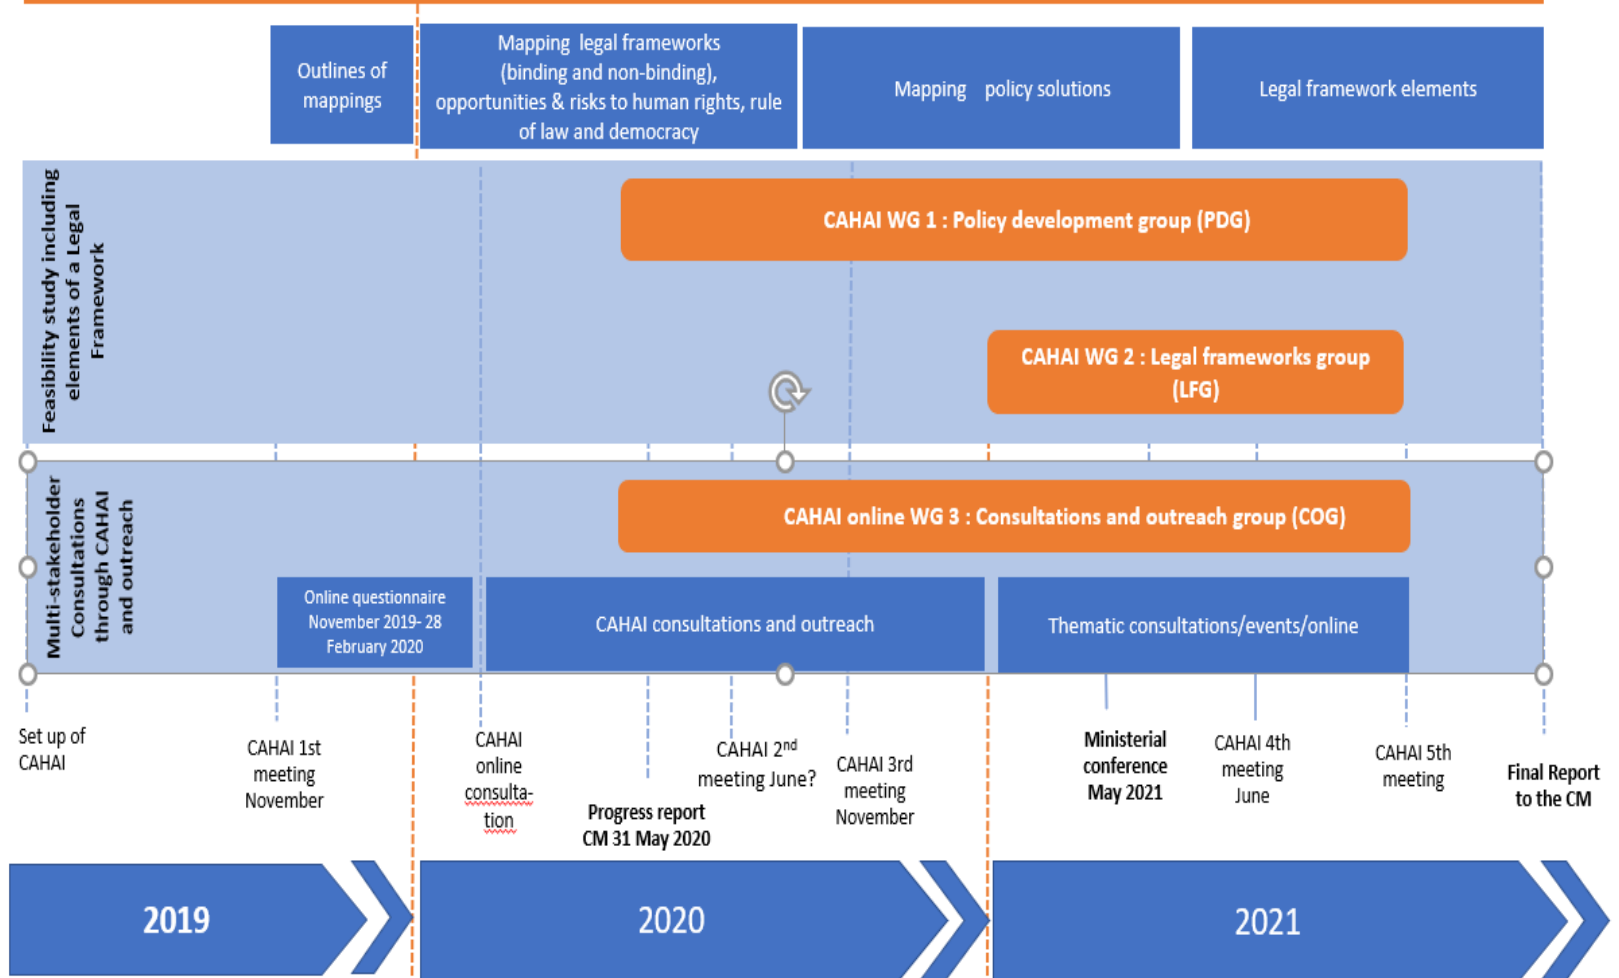 Outlines of
mappings
Mapping legal frameworks
(binding and non-binding),
opportunities & risks to human rights, rule
of law and democracy
Mapping policy solutions
Legal framework elements
Feasibility study including
elements of a Legal
Framework
CAHAI WG 1 : Policy development group (PDG)
CAHAI WG 2 : Legal frameworks group
(LFG)
Multi-stakeholder
Consultations
through CAHAI
and outreach
CAHAI online WG 3 : Consultations and outreach group (COG)
Online questionnaire
November 2019- 28
February 2020
CAHAI consultations and outreach
Thematic consultations/events/online
Set up of
CAHAI
CAHAI 1st
meeting
November
CAHAI
online
consulta-
tion
Progress report
CM 31 May 2020
CAHAI 2nd
meeting June?
CAHAI 3rd
meeting
November
Ministerial
conference
May 2021
CAHAI 4th
meeting
June
CAHAI 5th
meeting
Final Report
to the CM
2019
2020
2021